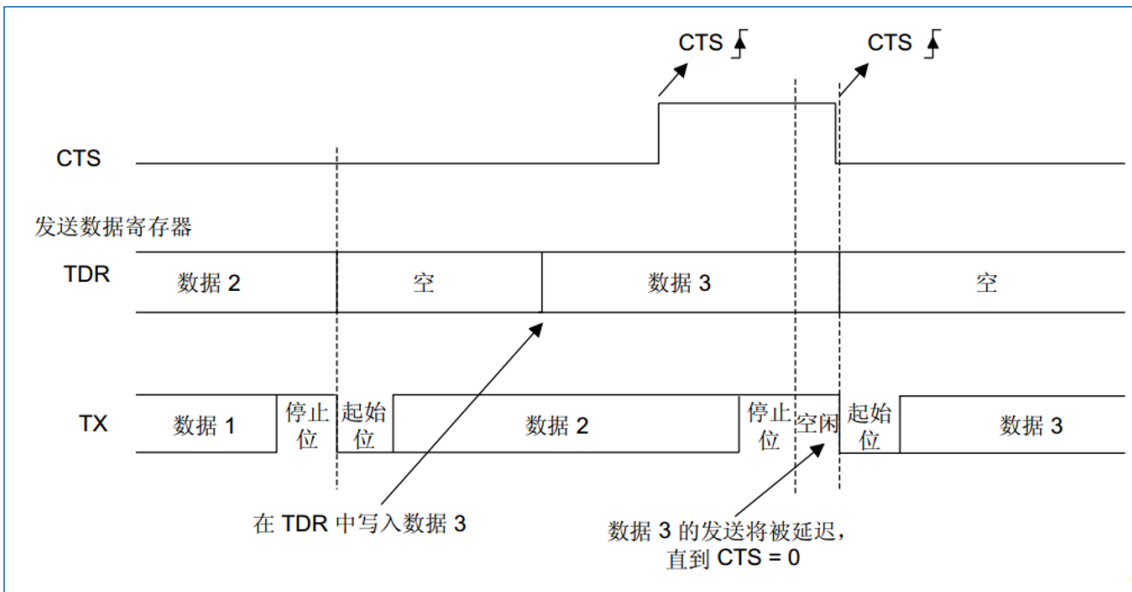 CTS
CTS
CTS
发送数据寄存器
TDR
数据 2
空
数据 3
空
TX
数据 1
停止
位
起始
位
数据 2
停止
位
空闲
起始
位
数据 3
在 TDR 中写入数据 3
数据 3 的发送将被延迟，
直到 CTS = 0